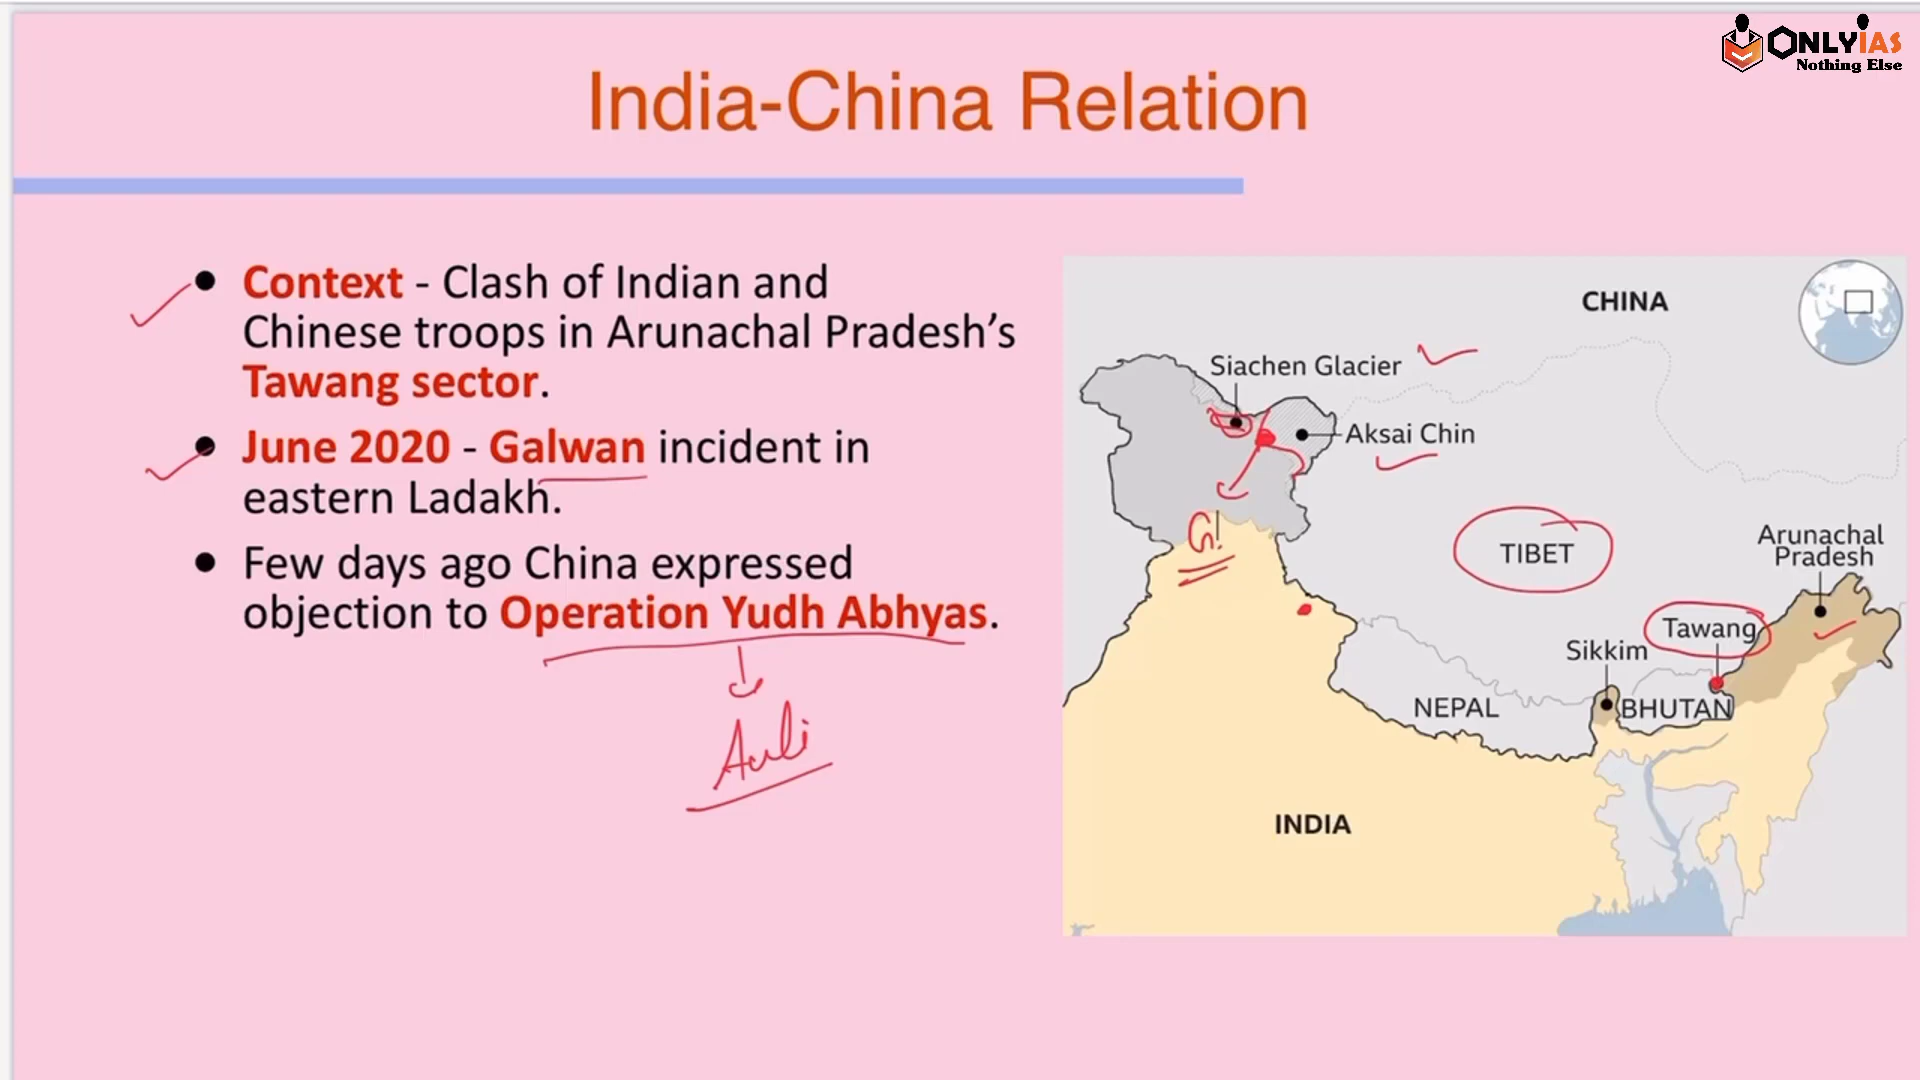 ONLYIAS
Nothing Else
India-China Relation
● Context - Clash of Indian and
Chinese troops in Arunachal Pradesh’s
Tawang sector.
● June 2020 - Galwan incident in
eastern Ladakh.
● Few days ago China expressed
objection to Operation Yudh Abhyas.
Auli
CHINA
Siachen Glacier
Aksai Chin
G.
TIBET
Arunachal
Pradesh
Tawang
Sikkim
NEPAL
BHUTAN
INDIA